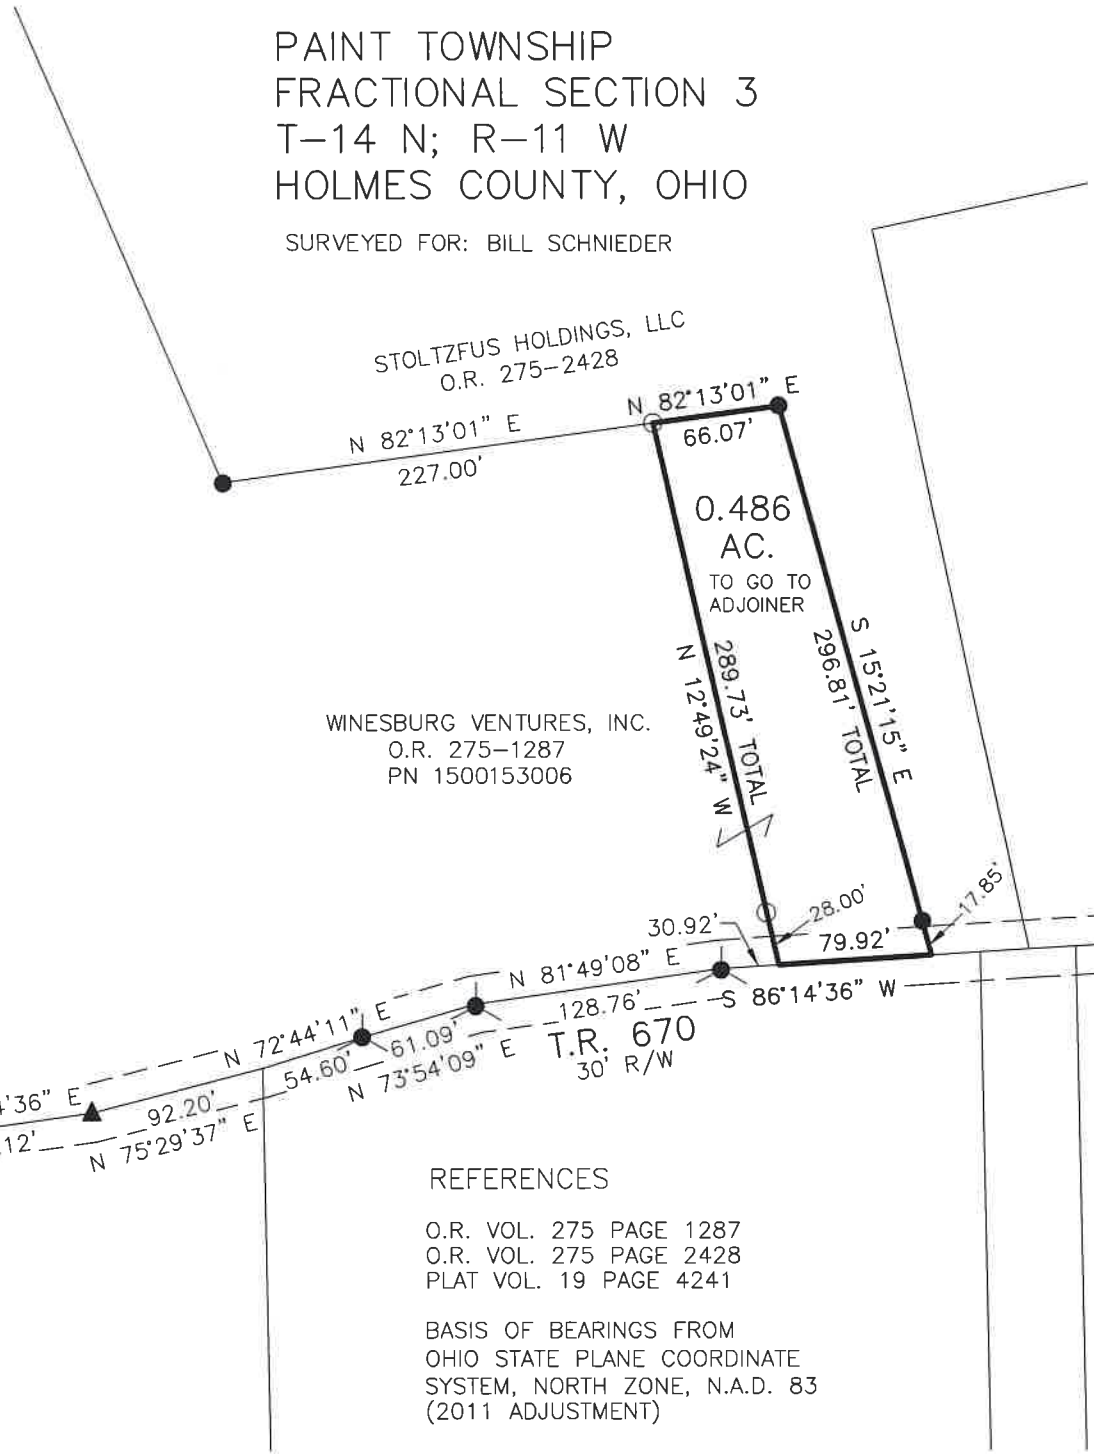 PAINT TOWNSHIP
FRACTIONAL SECTION 3
T-14 N; R-11 W
HOLMES COUNTY, OHIO
SURVEYED FOR: BILL SCHNIEDER
STOLTZFUS HOLDINGS, LLC
O.R. 275-2428
N 82°13'01" E
227.00'
N 82°13'01" E
66.07'
0.486
AC.
TO GO TO
ADJOINER
S 15°21'15" E
296.81' TOTAL
289.73' TOTAL
N 12°49'24" W
WINESBURG VENTURES, INC.
O.R. 275-1287
PN 1500153006
28.00'
17.85'
30.92'
79.92'
N 81°49'08" E
128.76'
S 86°14'36" W
T.R. 670
30' R/W
N 72°44'11" E
61.09'
54.60'
N 73°54'09" E
4'36" E
.12'
92.20'
N 75°29'37" E
REFERENCES
O.R. VOL. 275 PAGE 1287
O.R. VOL. 275 PAGE 2428
PLAT VOL. 19 PAGE 4241
BASIS OF BEARINGS FROM
OHIO STATE PLANE COORDINATE
SYSTEM, NORTH ZONE, N.A.D. 83
(2011 ADJUSTMENT)